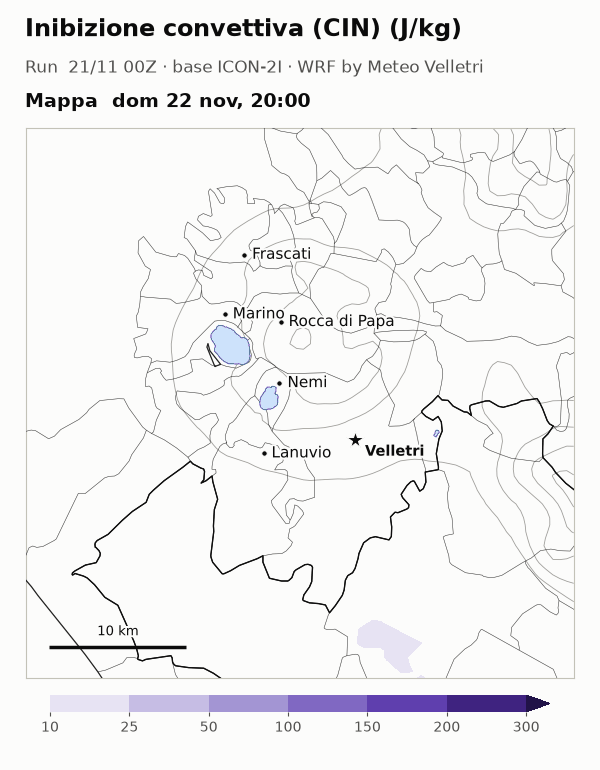 Inibizione convettiva (CIN) (J/kg)
Run  21/11 00Z · base ICON-2I · WRF by Meteo Velletri
Mappa  dom 22 nov, 20:00
Frascati
Marino
Rocca di Papa
Nemi
Velletri
Lanuvio
10 km
10 25 50 100 150 200 300